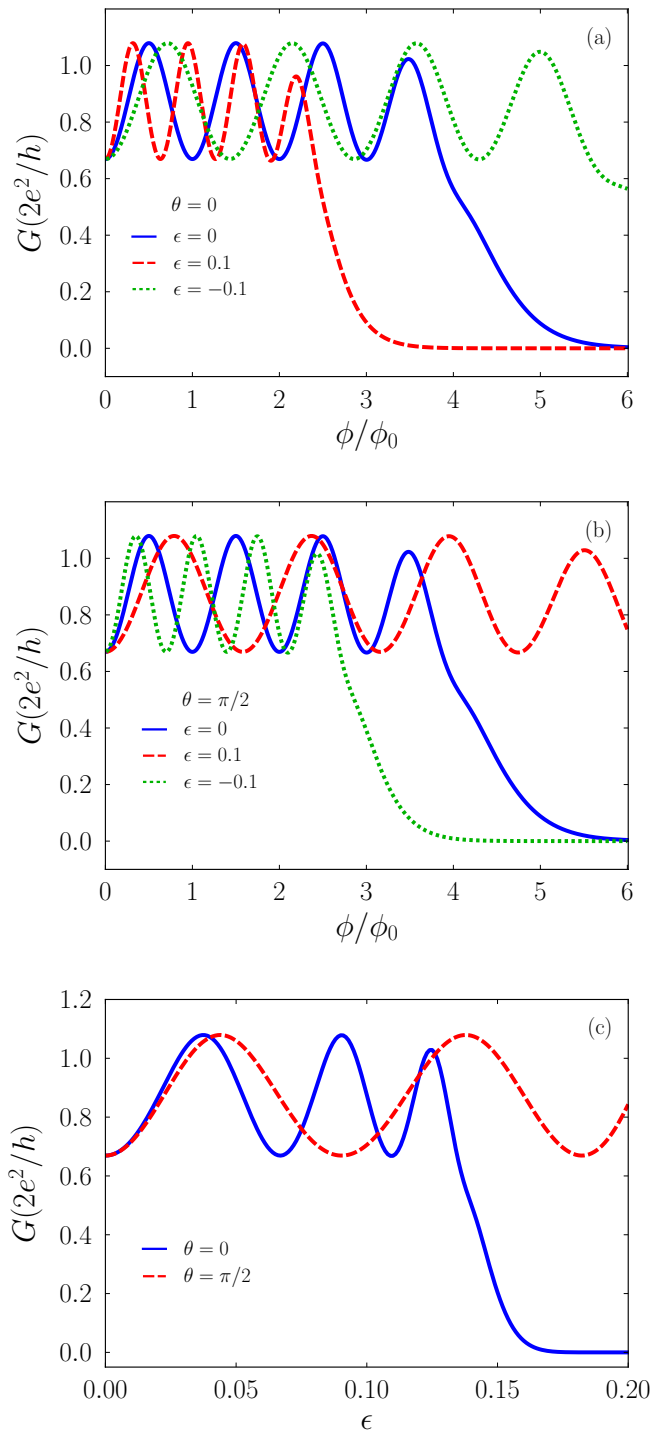 (a)
1.0
0.8
0.6
0.4
0.2
0.0
G(2e²/h)
θ = 0
ϵ = 0
ϵ = 0.1
ϵ = −0.1
0 1 2 3 4 5 6
ϕ/ϕ₀
(b)
1.0
0.8
0.6
0.4
0.2
0.0
G(2e²/h)
θ = π/2
ϵ = 0
ϵ = 0.1
ϵ = −0.1
0 1 2 3 4 5 6
ϕ/ϕ₀
(c)
1.2
1.0
0.8
0.6
0.4
0.2
0.0
G(2e²/h)
θ = 0
θ = π/2
0.00 0.05 0.10 0.15 0.20
ϵ